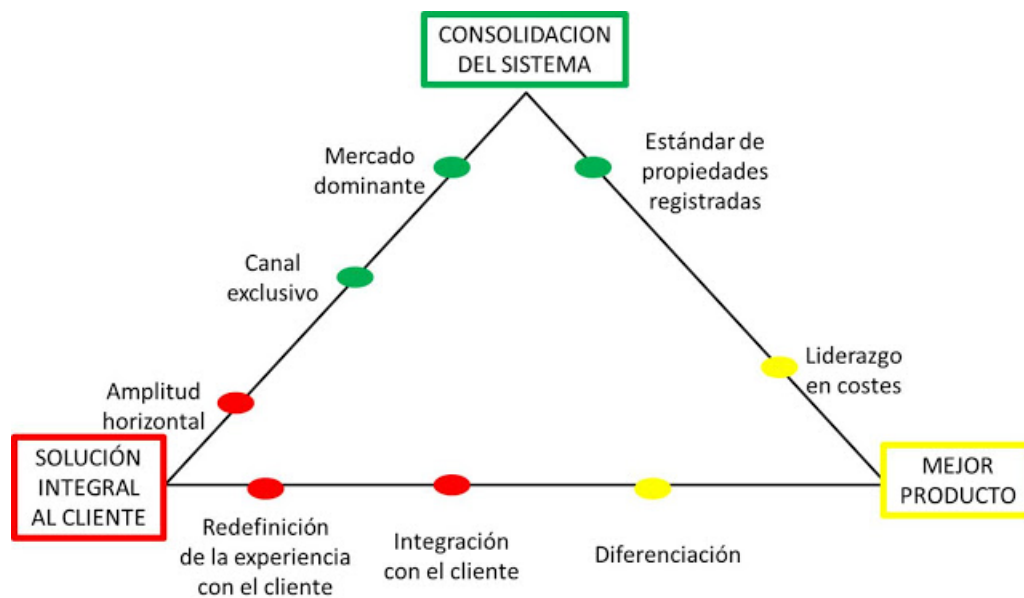 CONSOLIDACION
DEL SISTEMA
Mercado
dominante
Estándar de
propiedades
registradas
Canal
exclusivo
Liderazgo
en costes
Amplitud
horizontal
SOLUCIÓN
INTEGRAL
AL CLIENTE
MEJOR
PRODUCTO
Redefinición
de la experiencia
con el cliente
Integración
con el cliente
Diferenciación